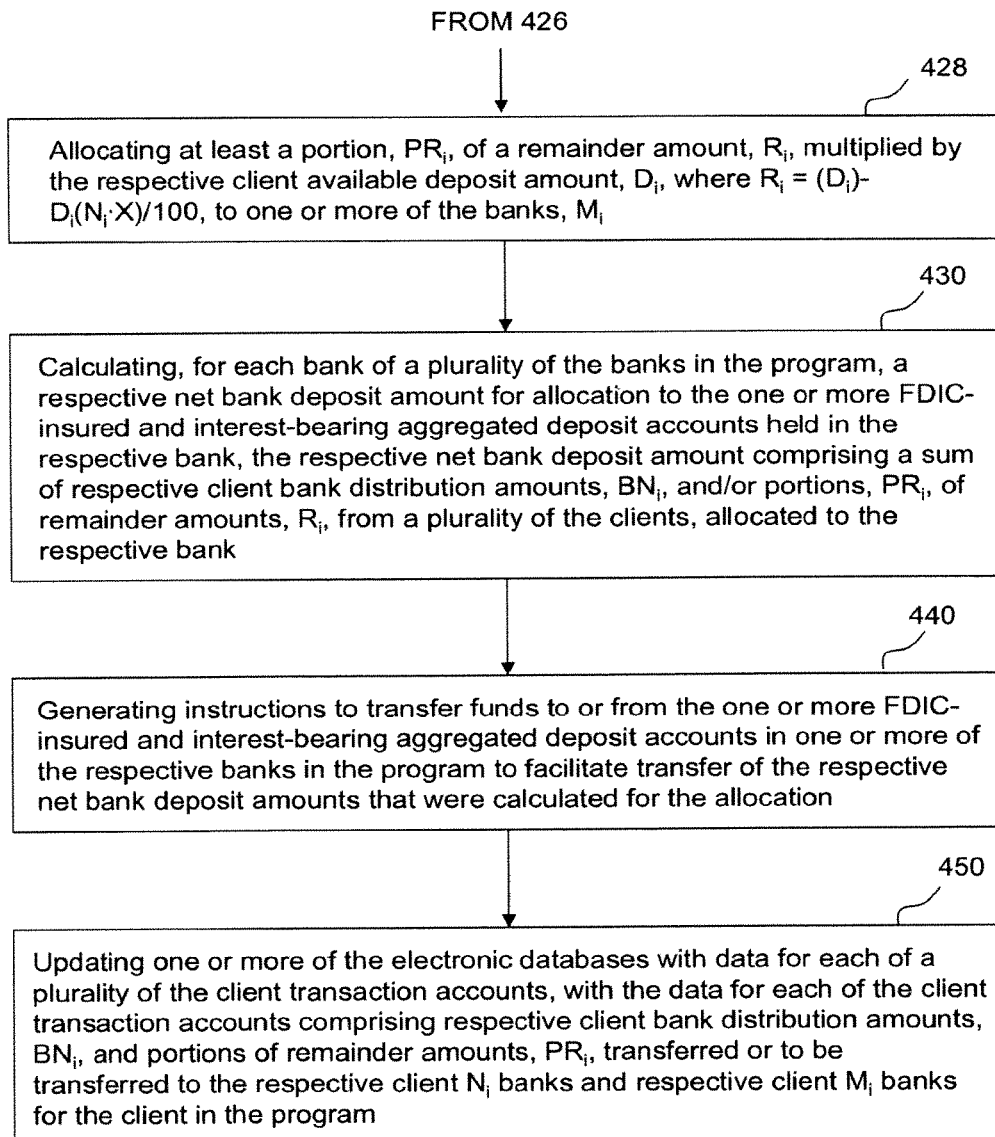 FROM 426
428
Allocating at least a portion, PRᵢ, of a remainder amount, Rᵢ, multiplied by
the respective client available deposit amount, Dᵢ, where Rᵢ = (Dᵢ)-
Dᵢ(Nᵢ·X)/100, to one or more of the banks, Mᵢ
430
Calculating, for each bank of a plurality of the banks in the program, a
respective net bank deposit amount for allocation to the one or more FDIC-
insured and interest-bearing aggregated deposit accounts held in the
respective bank, the respective net bank deposit amount comprising a sum
of respective client bank distribution amounts, BNᵢ, and/or portions, PRᵢ, of
remainder amounts, Rᵢ, from a plurality of the clients, allocated to the
respective bank
440
Generating instructions to transfer funds to or from the one or more FDIC-
insured and interest-bearing aggregated deposit accounts in one or more of
the respective banks in the program to facilitate transfer of the respective
net bank deposit amounts that were calculated for the allocation
450
Updating one or more of the electronic databases with data for each of a
plurality of the client transaction accounts, with the data for each of the client
transaction accounts comprising respective client bank distribution amounts,
BNᵢ, and portions of remainder amounts, PRᵢ, transferred or to be
transferred to the respective client Nᵢ banks and respective client Mᵢ banks
for the client in the program